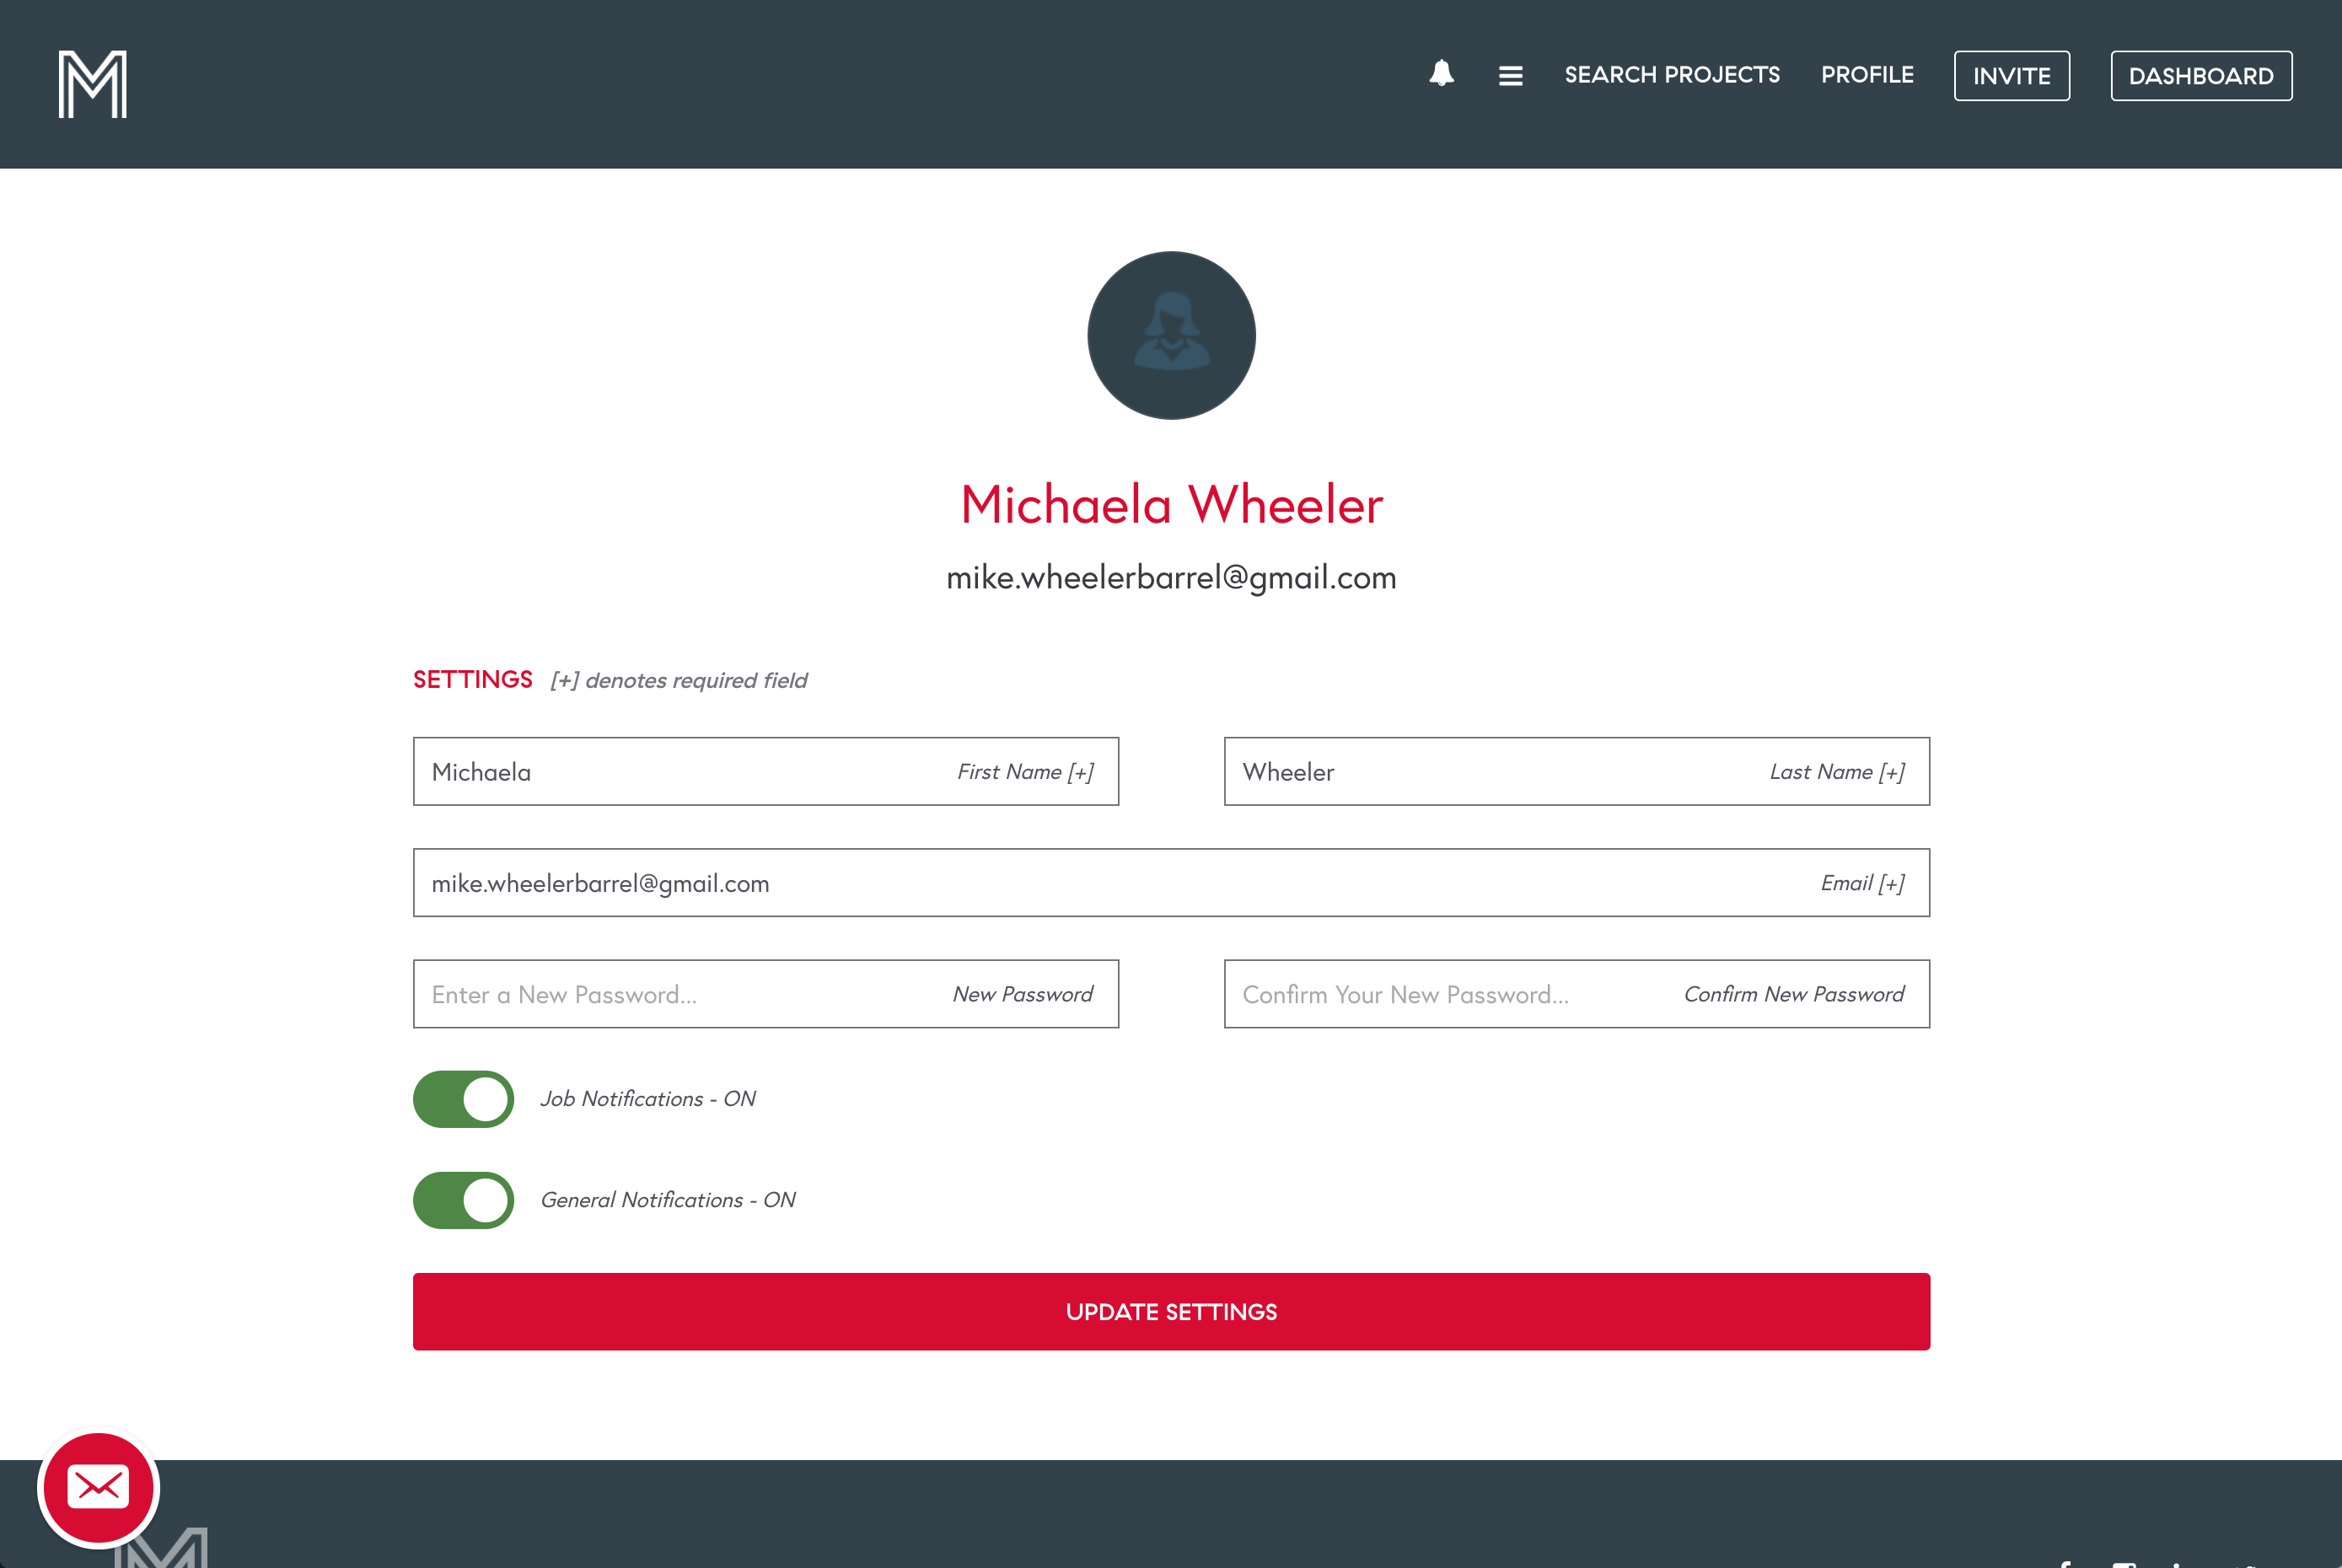 M
SEARCH PROJECTS PROFILE INVITE DASHBOARD
Michaela Wheeler
mike.wheelerbarrel@gmail.com
SETTINGS [+] denotes required field
Michaela First Name [+]
Wheeler Last Name [+]
mike.wheelerbarrel@gmail.com Email [+]
Enter a New Password... New Password
Confirm Your New Password... Confirm New Password
Job Notifications - ON
General Notifications - ON
UPDATE SETTINGS
M